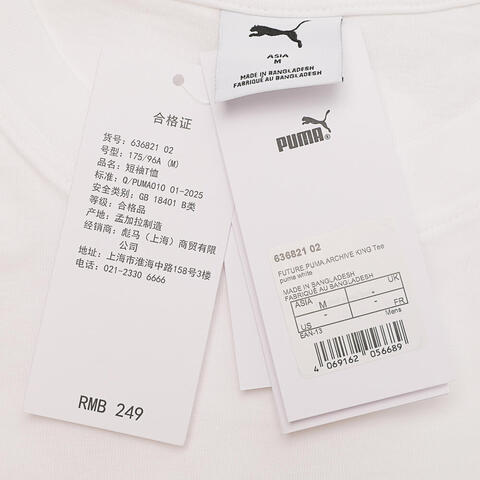 ASIA
M
MADE IN BANGLADESH
合格证
货号: 636821 02
号型: 175/96A (M)
品名: 短袖T恤
标准: Q/PUMA010 01-2025
安全类别: GB 18401 B类
等级: 合格品
产地: 孟加拉制造
经销商: 彪马（上海）商贸有限
公司
地址: 上海市淮海中路158号3楼
电话: 021-2330 6666
RMB 249
PUMA
636821 02
FUTURE.PUMA.ARCHIVE KING Tee
puma white
MADE IN BANGLADESH
FABRIQUÉ AU BANGLADESH
ASIA M - UK
US - - FR
EAN-13 Mens
4 069162 056689